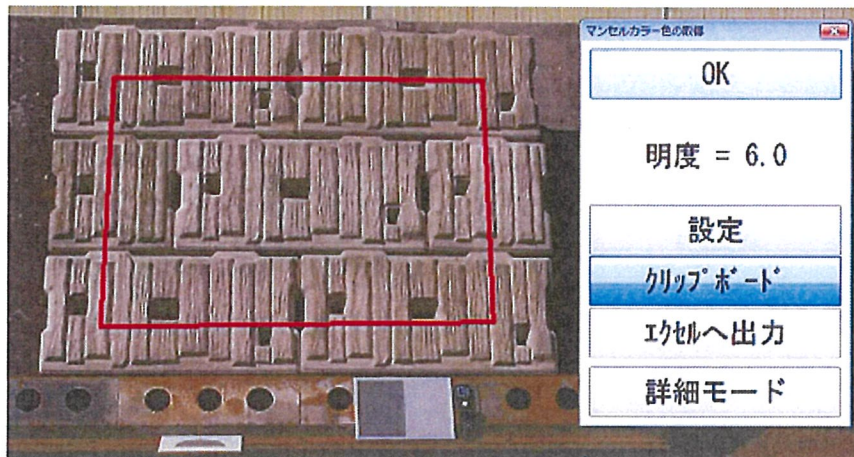 マンセルカラー色の取得
OK
明度 = 6.0
設定
ｸﾘｯﾌﾟﾎﾞｰﾄﾞ
ｴｸｾﾙへ出力
詳細モード